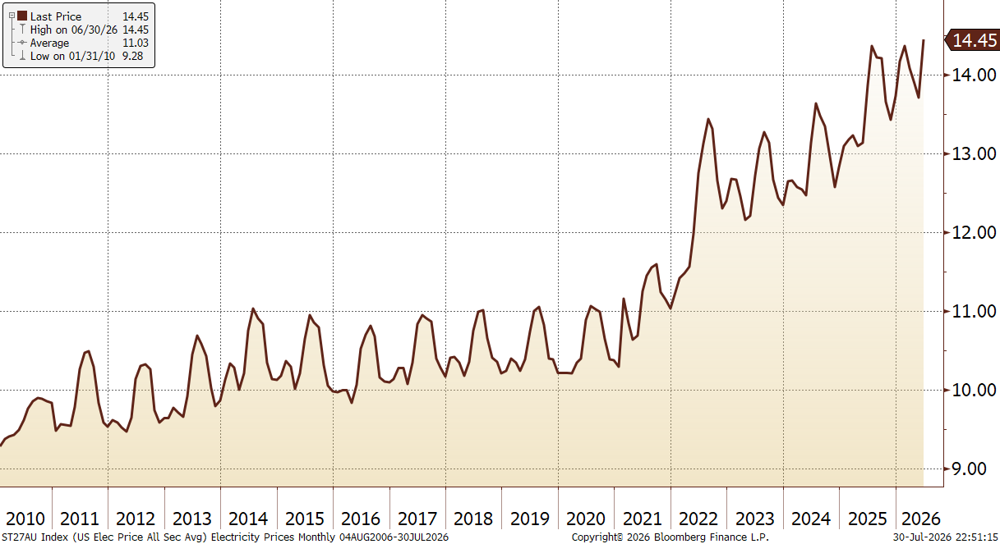 Last Price 14.45
High on 06/30/26 14.45
Average 11.03
Low on 01/31/10 9.28
14.45
14.00
13.00
12.00
11.00
10.00
9.00
2010 2011 2012 2013 2014 2015 2016 2017 2018 2019 2020 2021 2022 2023 2024 2025 2026
ST27AU Index (US Elec Price All Sec Avg) Electricity Prices Monthly 04AUG2006-30JUL2026 Copyright© 2026 Bloomberg Finance L.P. 30-Jul-2026 22:51:15